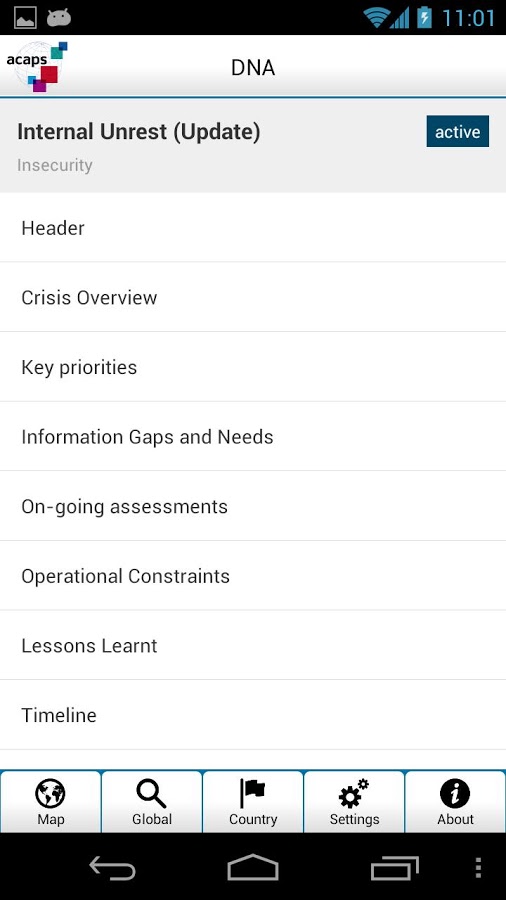 11:01
acaps
DNA
Internal Unrest (Update)
active
Insecurity
Header
Crisis Overview
Key priorities
Information Gaps and Needs
On-going assessments
Operational Constraints
Lessons Learnt
Timeline
Map Global Country Settings About